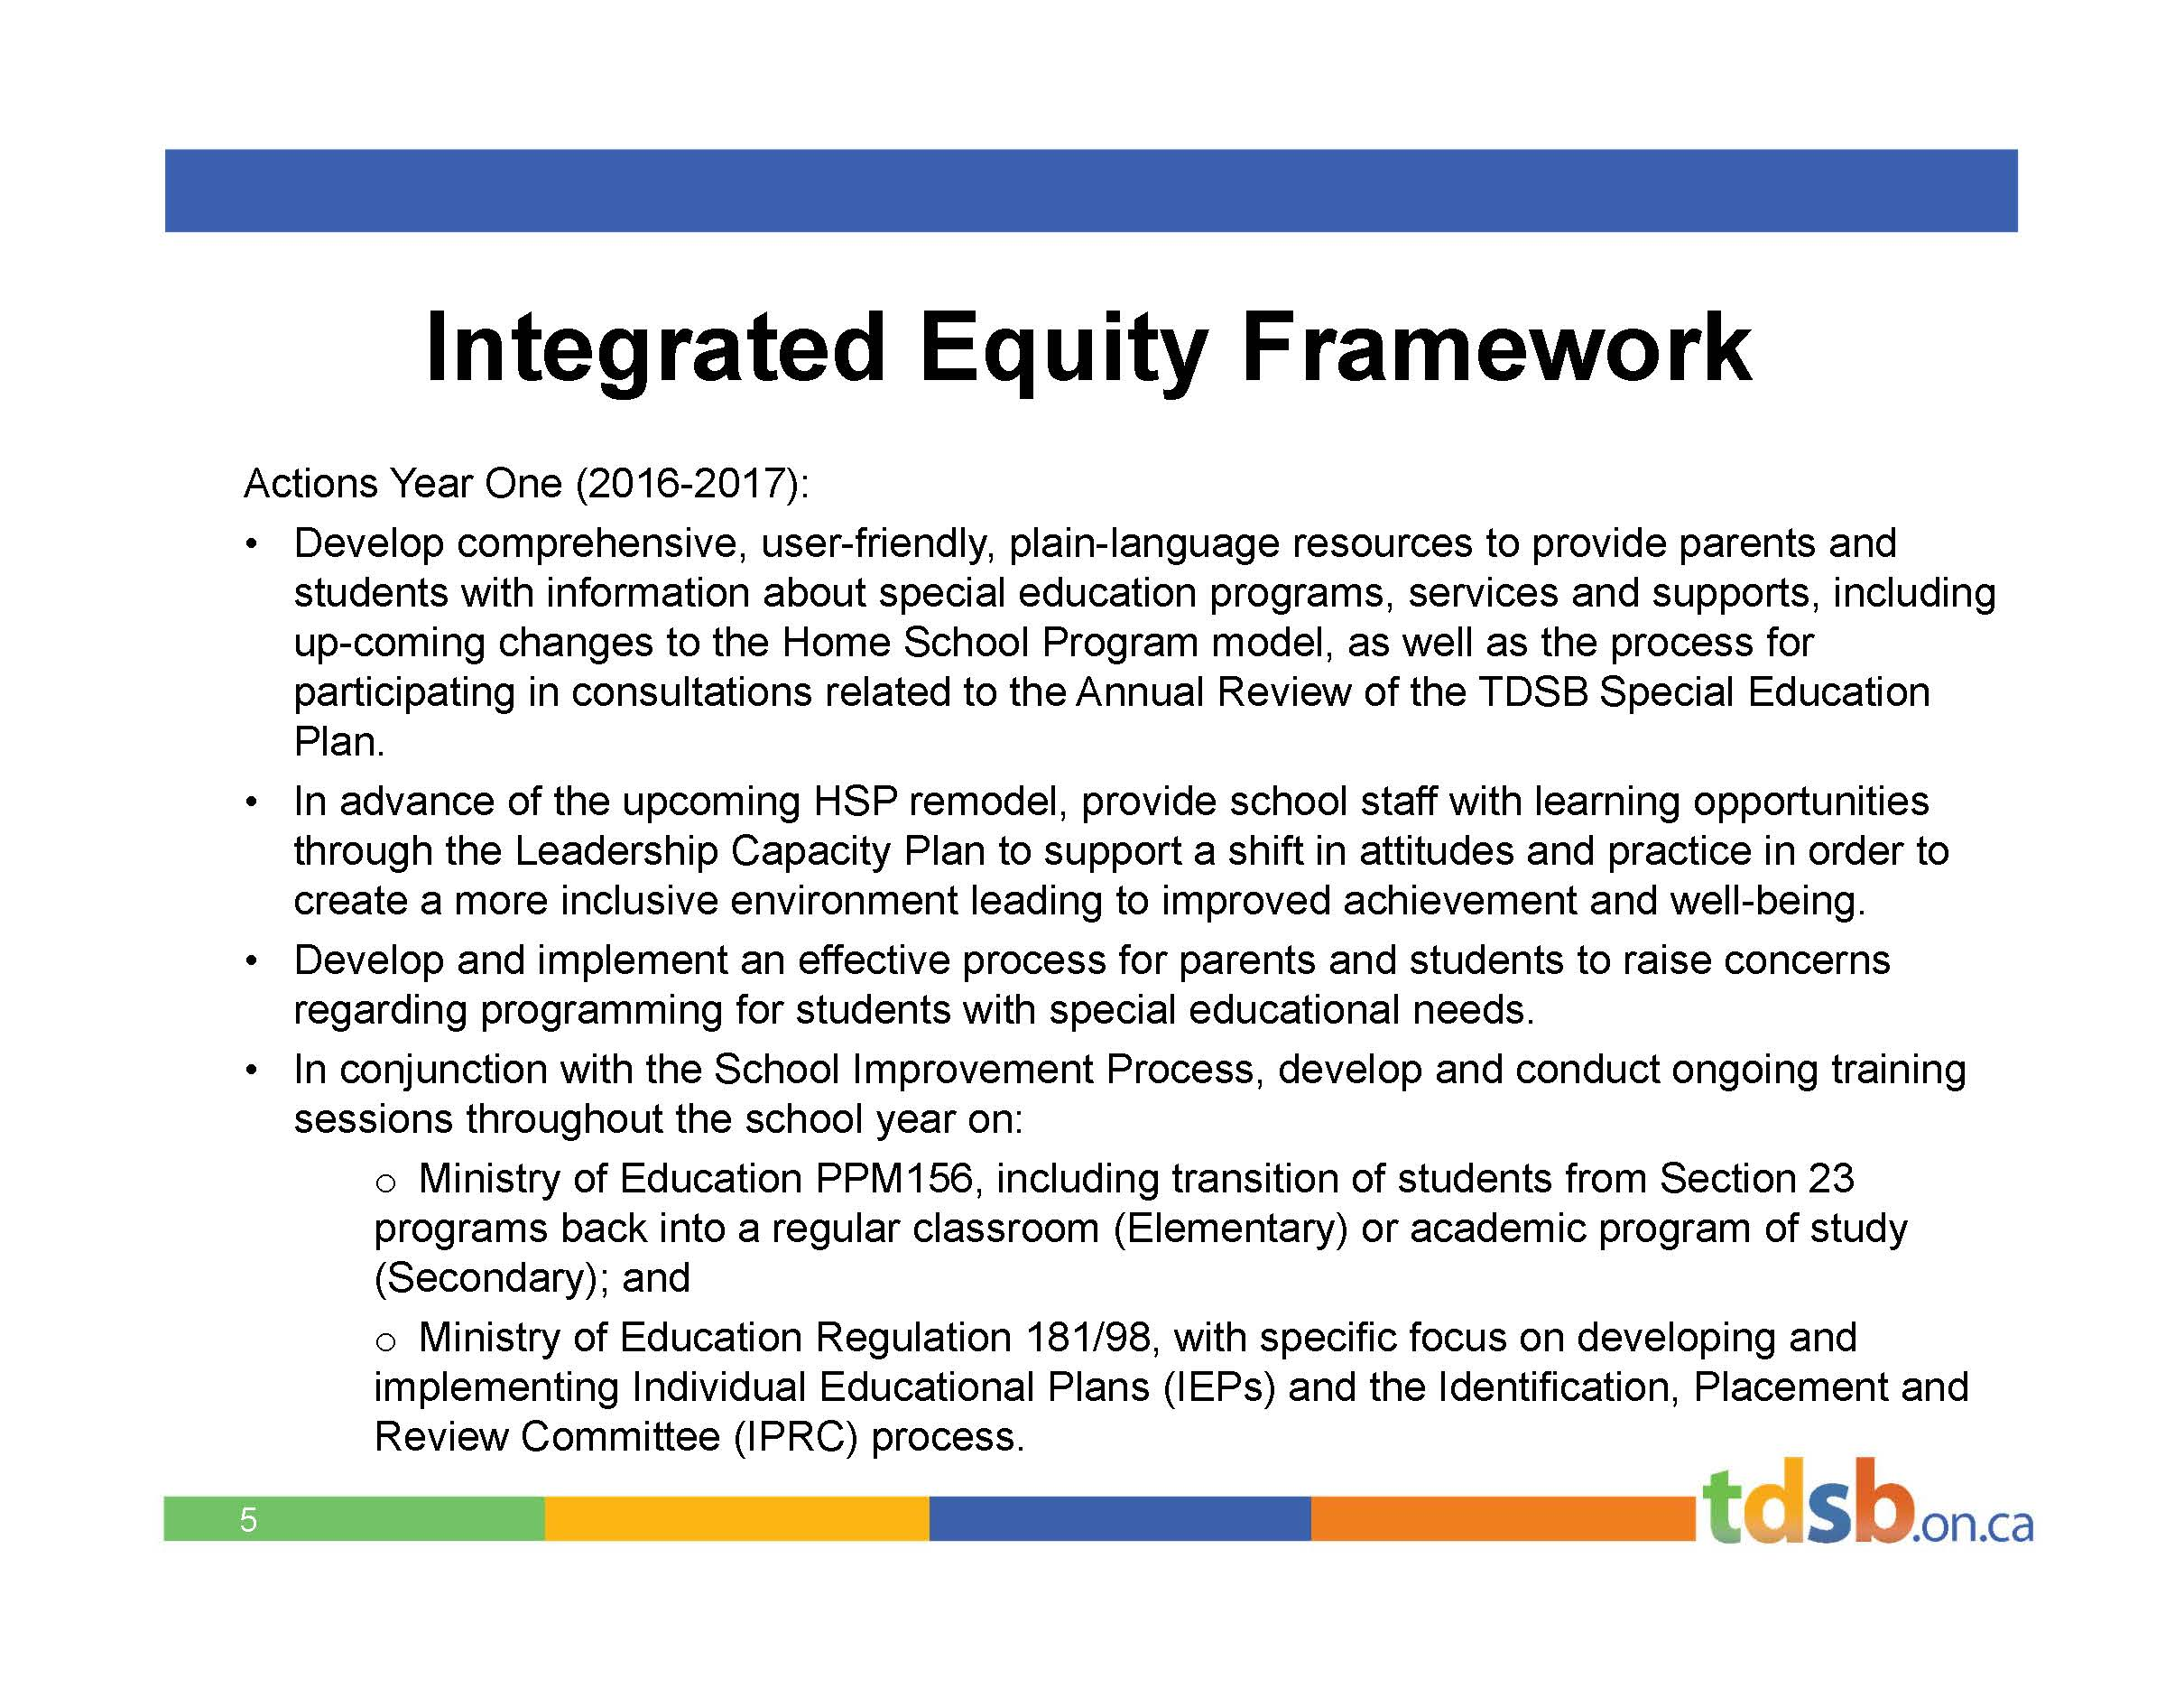 Integrated Equity Framework
Actions Year One (2016-2017):
• Develop comprehensive, user-friendly, plain-language resources to provide parents and
students with information about special education programs, services and supports, including
up-coming changes to the Home School Program model, as well as the process for
participating in consultations related to the Annual Review of the TDSB Special Education
Plan.
• In advance of the upcoming HSP remodel, provide school staff with learning opportunities
through the Leadership Capacity Plan to support a shift in attitudes and practice in order to
create a more inclusive environment leading to improved achievement and well-being.
• Develop and implement an effective process for parents and students to raise concerns
regarding programming for students with special educational needs.
• In conjunction with the School Improvement Process, develop and conduct ongoing training
sessions throughout the school year on:
o Ministry of Education PPM156, including transition of students from Section 23
programs back into a regular classroom (Elementary) or academic program of study
(Secondary); and
o Ministry of Education Regulation 181/98, with specific focus on developing and
implementing Individual Educational Plans (IEPs) and the Identification, Placement and
Review Committee (IPRC) process.
5
tdsb.on.ca